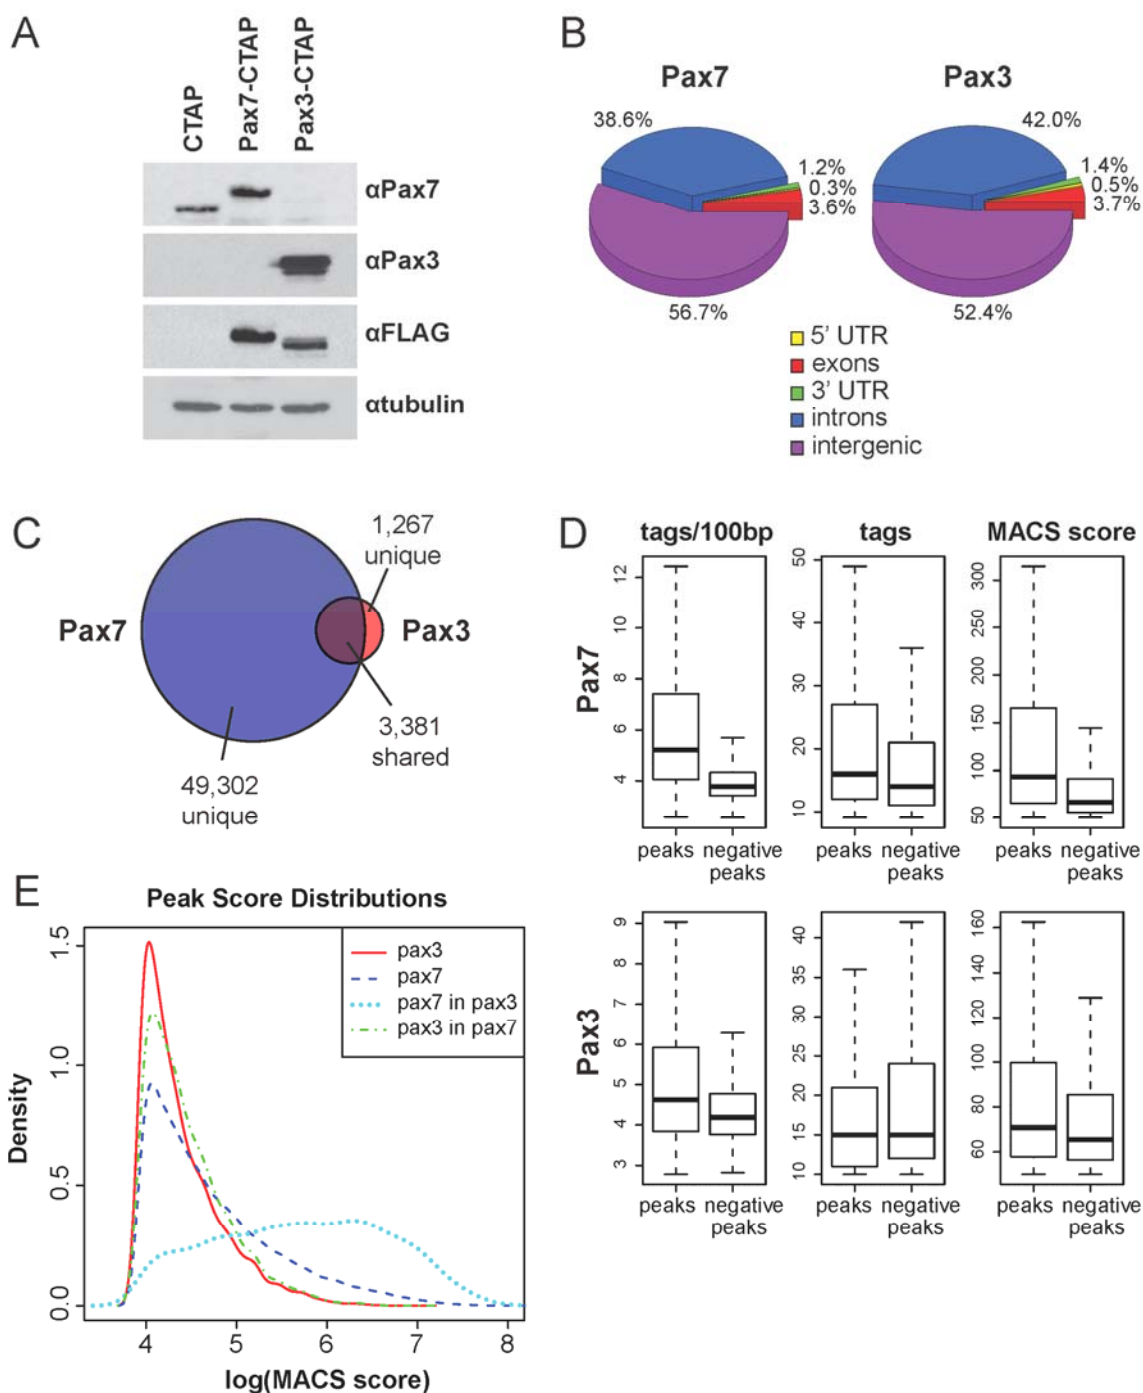 A
CTAP
Pax7-CTAP
Pax3-CTAP
αPax7
αPax3
αFLAG
αtubulin
B
Pax7
Pax3
38.6%
1.2%
0.3%
3.6%
56.7%
42.0%
1.4%
0.5%
3.7%
52.4%
5' UTR
exons
3' UTR
introns
intergenic
C
1,267
unique
Pax7
Pax3
3,381
shared
49,302
unique
D
tags/100bp
tags
MACS score
Pax7
12
10
8
6
4
50
30
10
300
250
200
150
100
50
peaks
negative
peaks
peaks
negative
peaks
peaks
negative
peaks
Pax3
9
8
7
6
5
4
3
40
35
30
25
20
15
10
160
140
120
100
80
60
peaks
negative
peaks
peaks
negative
peaks
peaks
negative
peaks
E
Peak Score Distributions
pax3
pax7
pax7 in pax3
pax3 in pax7
Density
1.5
1.0
0.5
0.0
4
5
6
7
8
log(MACS score)